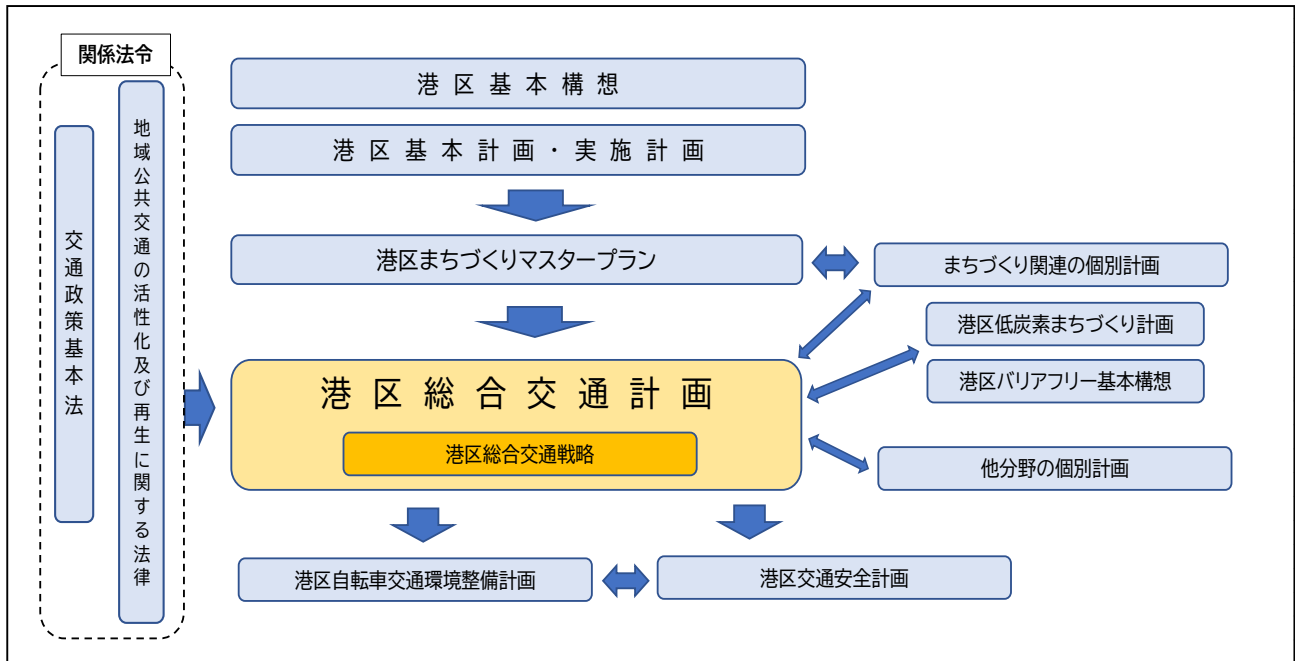 関係法令
交通政策基本法
地域公共交通の活性化及び再生に関する法律
港区基本構想
港区基本計画・実施計画
港区まちづくりマスタープラン
まちづくり関連の個別計画
港区低炭素まちづくり計画
港区バリアフリー基本構想
港区総合交通計画
港区総合交通戦略
他分野の個別計画
港区自転車交通環境整備計画
港区交通安全計画